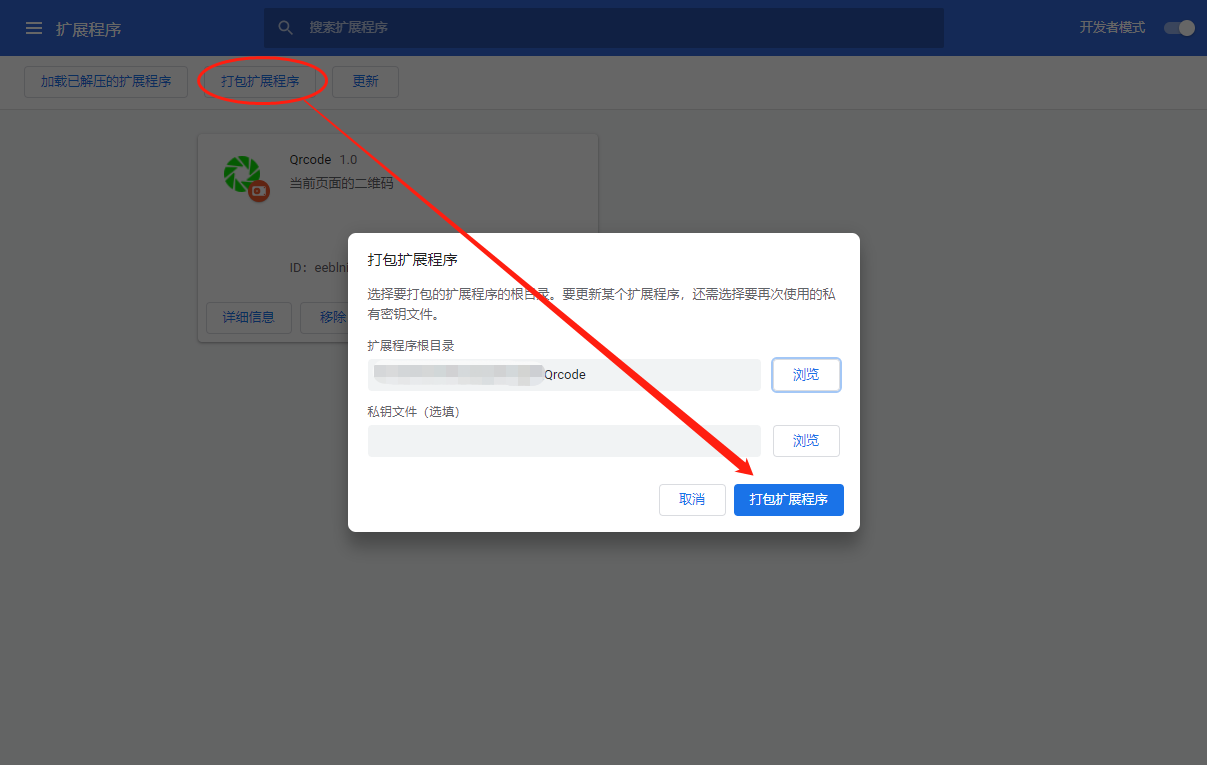 扩展程序
搜索扩展程序
开发者模式
加载已解压的扩展程序
打包扩展程序
更新
Qrcode 1.0
当前页面的二维码
ID：eeblni
详细信息
移除
打包扩展程序
选择要打包的扩展程序的根目录。要更新某个扩展程序，还需选择要再次使用的私
有密钥文件。
扩展程序根目录
Qrcode
浏览
私钥文件（选填）
浏览
取消
打包扩展程序